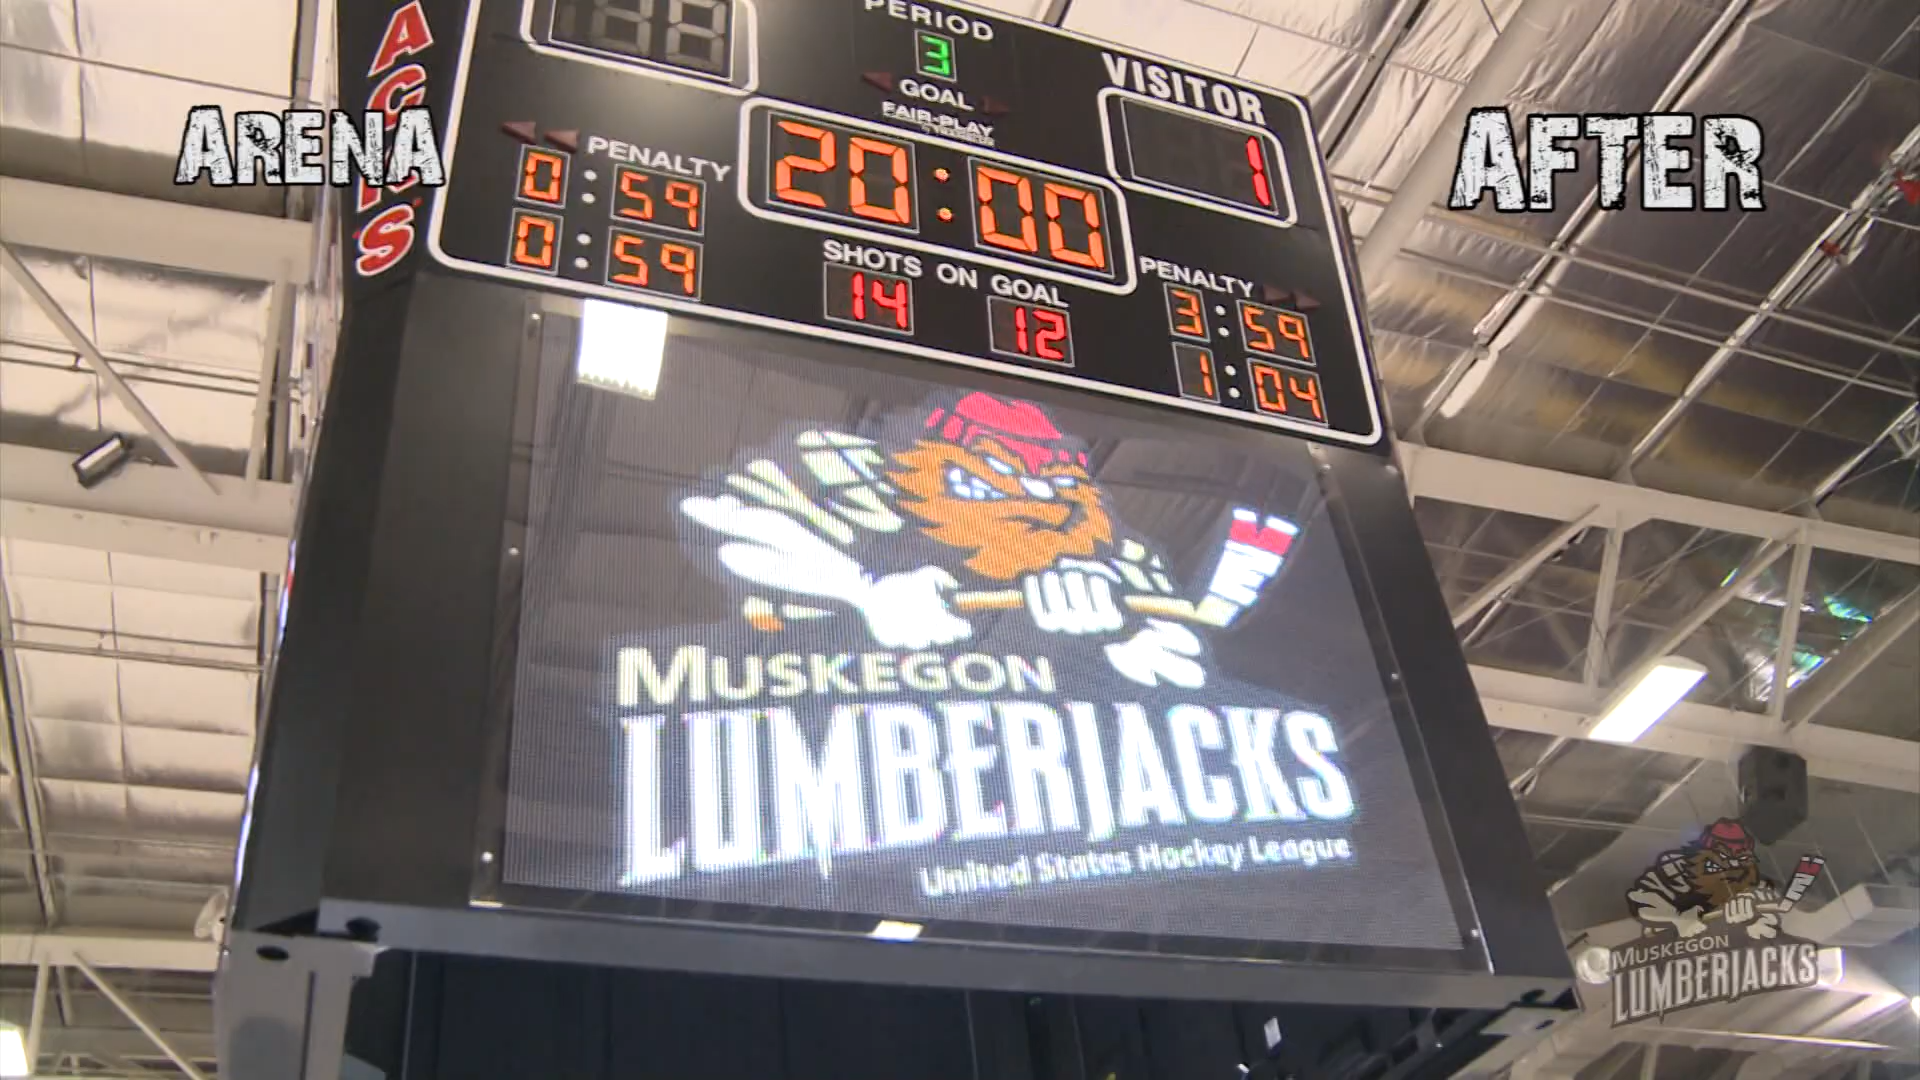 ACKS
PERIOD
3
GOAL
FAIR-PLAY
VISITOR
1
ARENA
AFTER
PENALTY
0:59
0:59
20:00
SHOTS ON GOAL
14
12
PENALTY
3:59
1:04
MUSKEGON
LUMBERJACKS
United States Hockey League
MUSKEGON
LUMBERJACKS